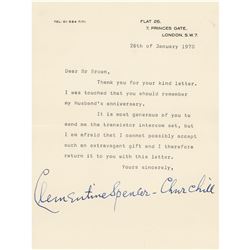 TEL: 01 584 7171
FLAT 26,
7, PRINCES GATE,
LONDON, S.W.7.
26th of January 1970
Dear Mr Brown,
Thank you for your kind letter.
I was touched that you should remember
my Husband's anniversary.
It is most generous of you to
send me the transistor intercom set, but
I am afraid that I cannot possibly accept
such an extravagant gift and I therefore
return it to you with this letter.
Yours sincerely,
Clementine Spencer-Churchill